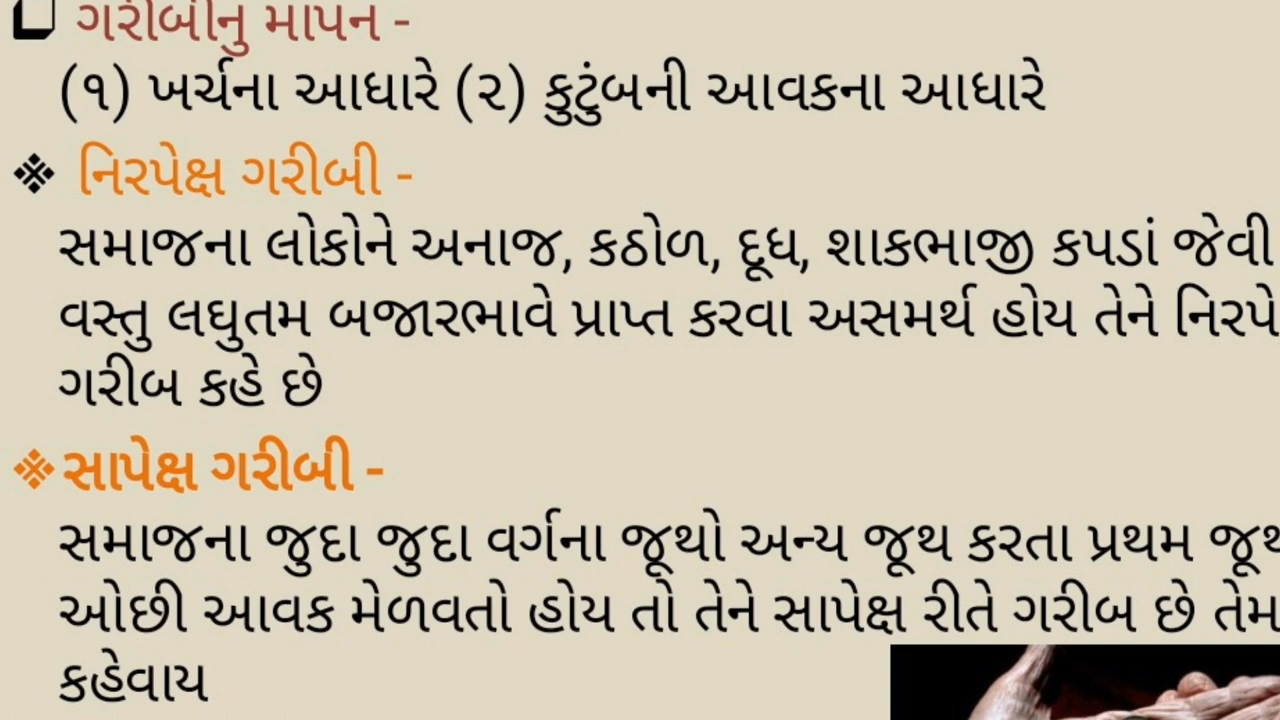 ગરીબીનુ માપન -
(૧) ખર્ચના આધારે (૨) કુટુંબની આવકના આધારે
નિરપેક્ષ ગરીબી -
સમાજના લોકોને અનાજ, કઠોળ, દૂધ, શાકભાજી કપડાં જેવી
વસ્તુ લઘુતમ બજારભાવે પ્રાપ્ત કરવા અસમર્થ હોય તેને નિરપે
ગરીબ કહે છે
સાપેક્ષ ગરીબી -
સમાજના જુદા જુદા વર્ગના જૂથો અન્ય જૂથ કરતા પ્રથમ જૂથ
ઓછી આવક મેળવતો હોય તો તેને સાપેક્ષ રીતે ગરીબ છે તેમ
કહેવાય